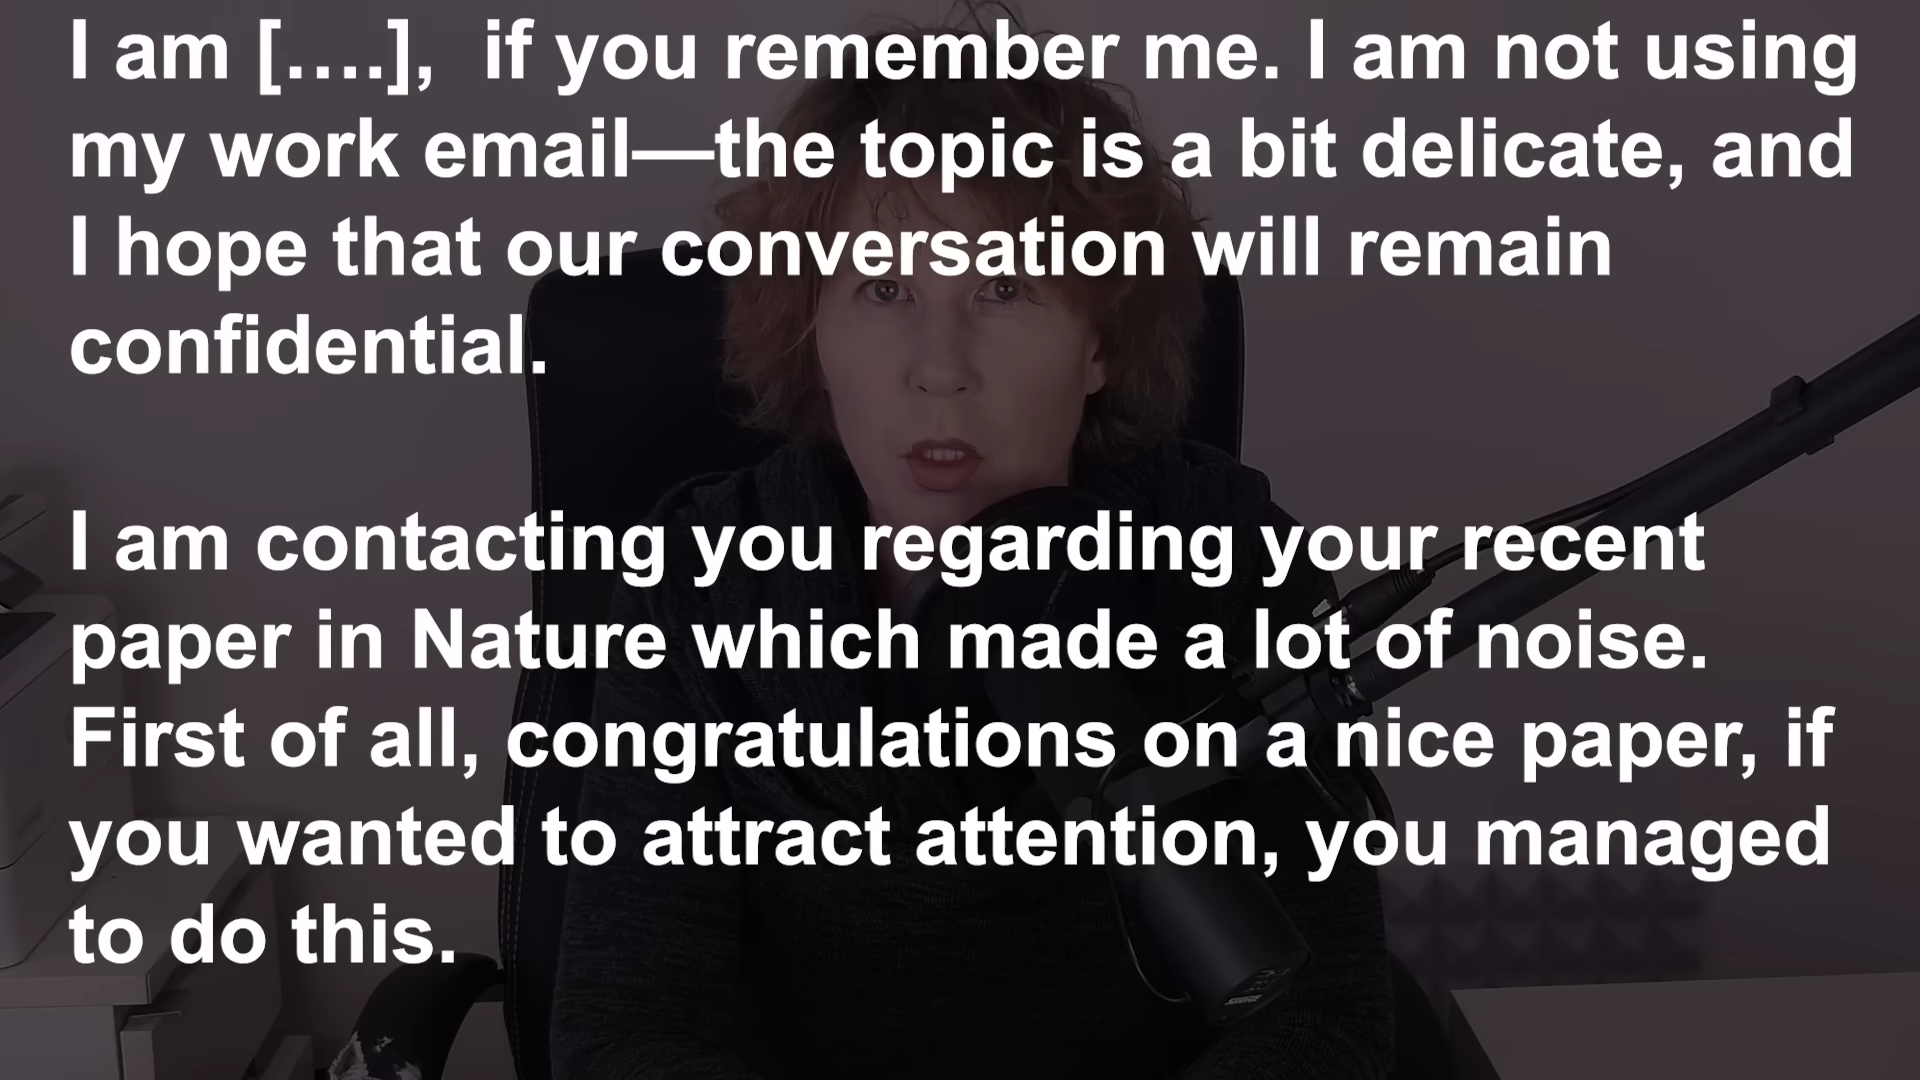 I am [....],  if you remember me. I am not using
my work email—the topic is a bit delicate, and
I hope that our conversation will remain
confidential.
I am contacting you regarding your recent
paper in Nature which made a lot of noise.
First of all, congratulations on a nice paper, if
you wanted to attract attention, you managed
to do this.
SHURE